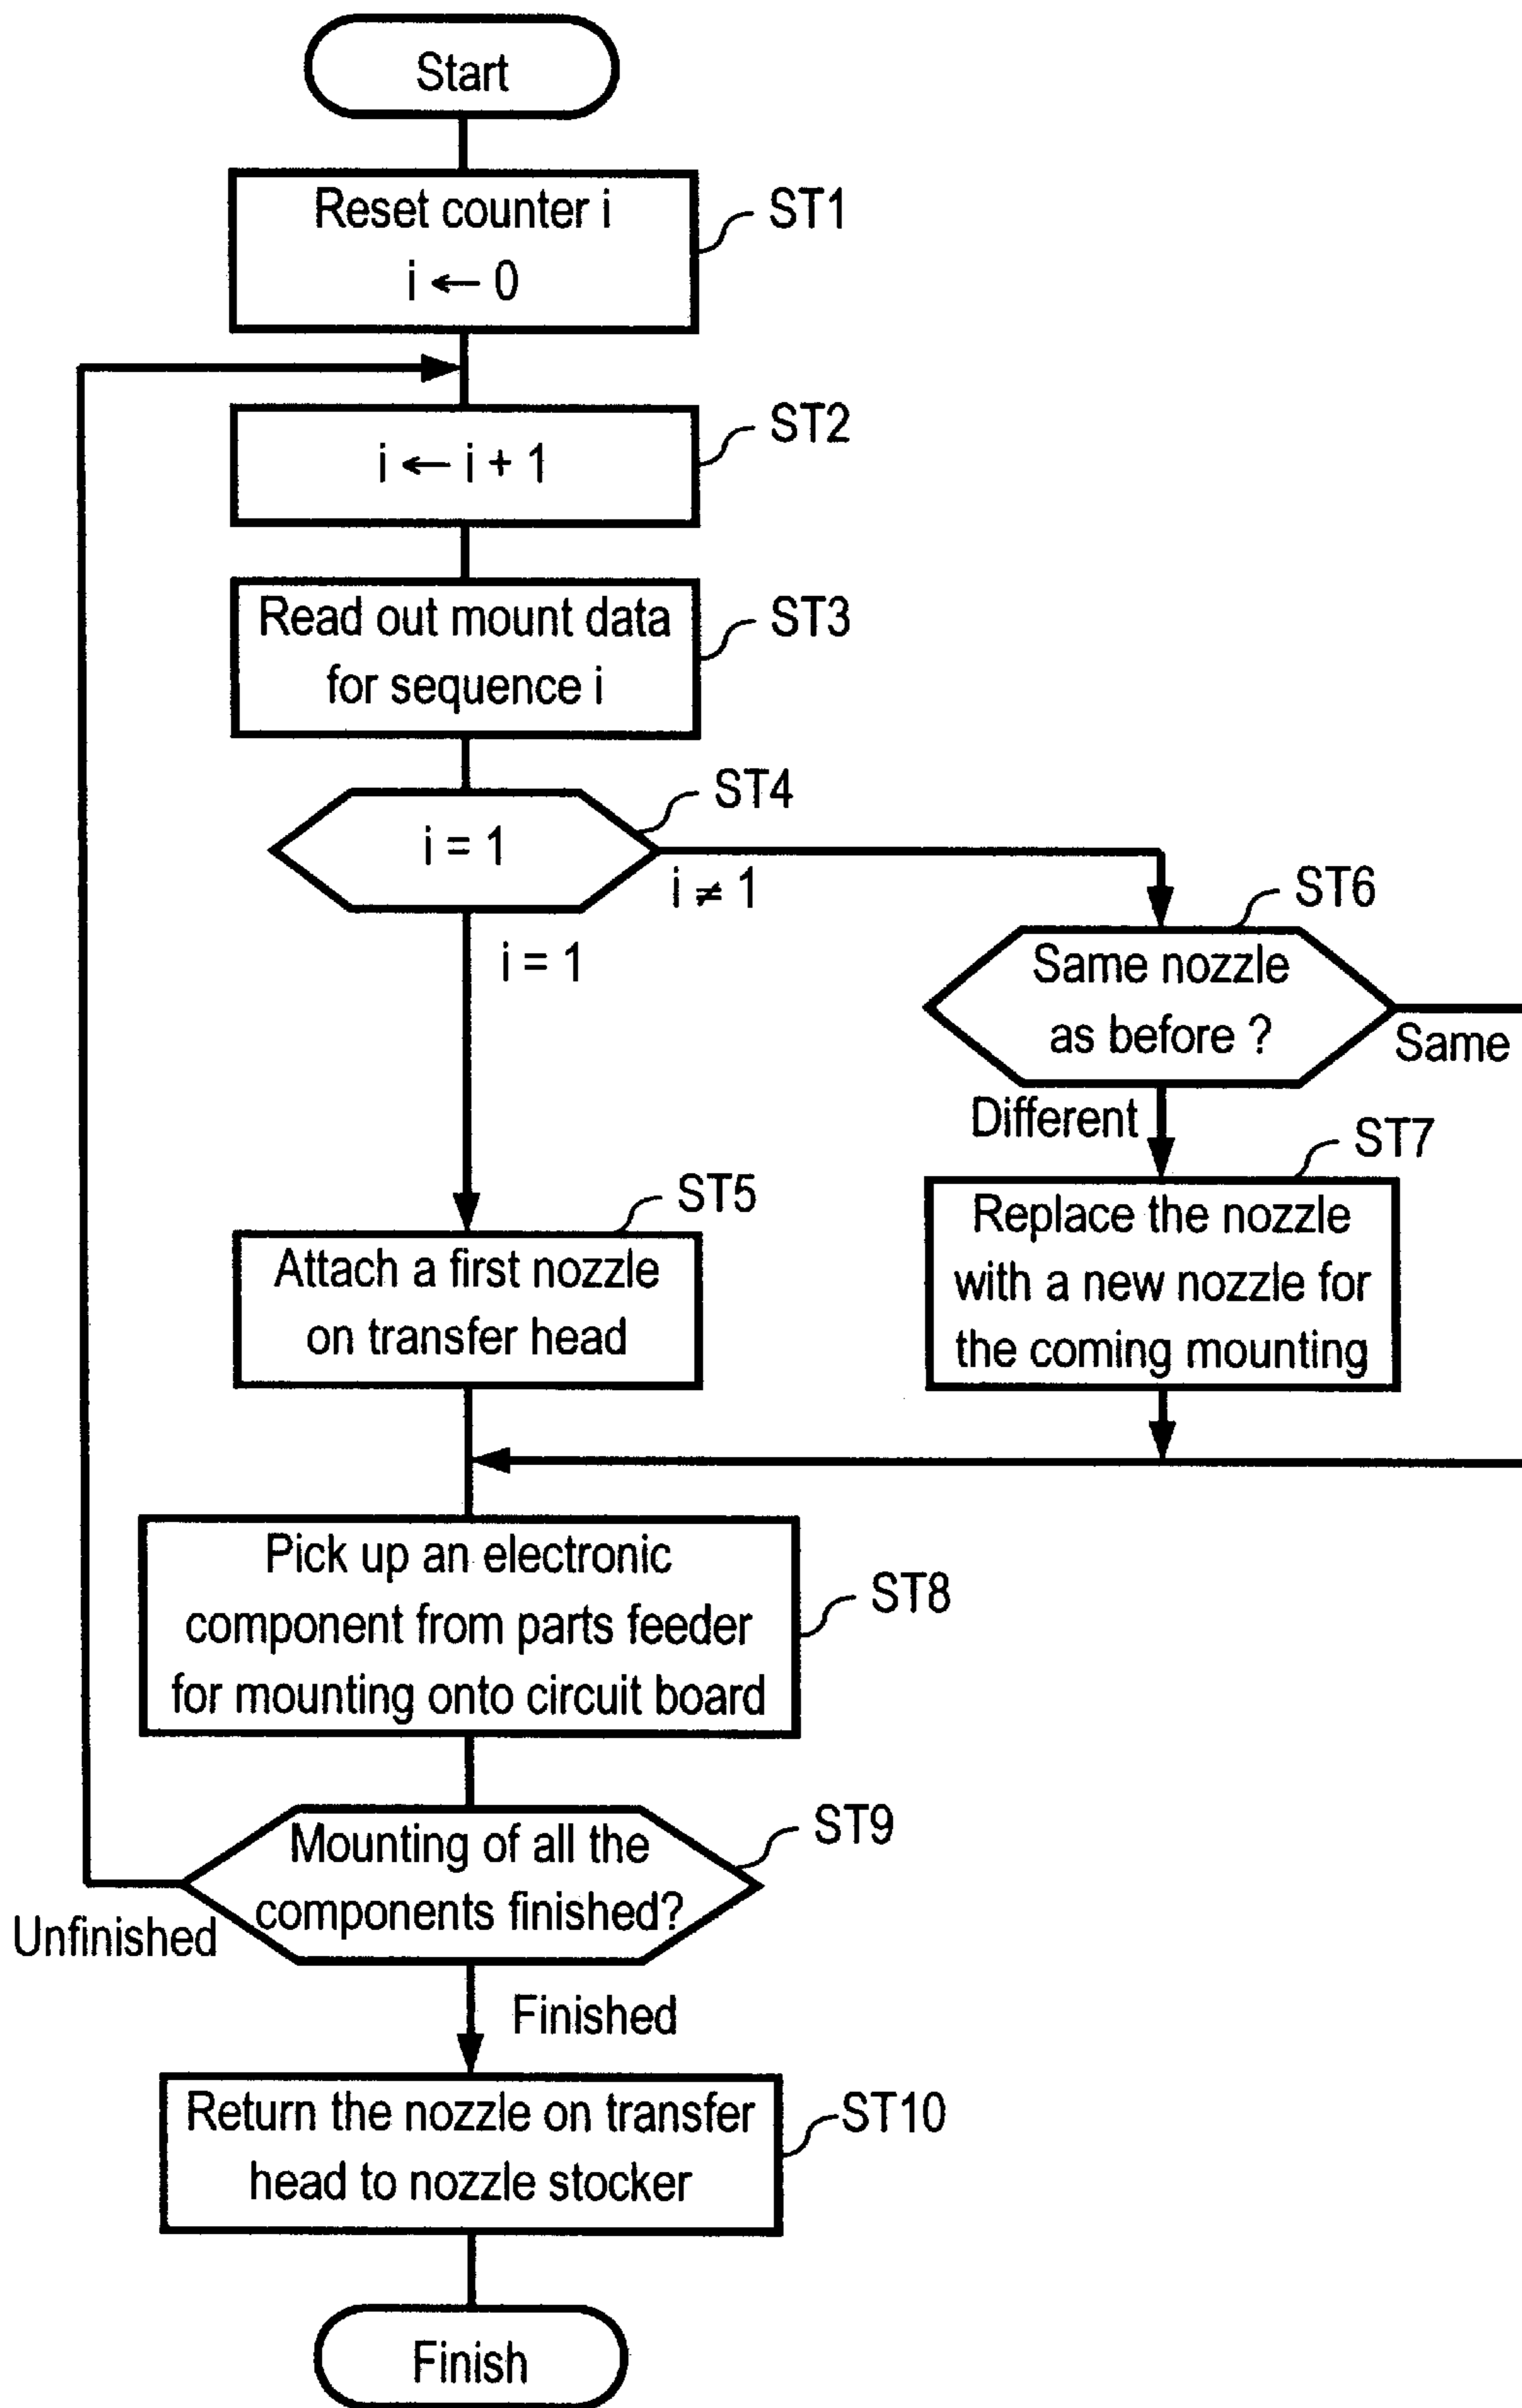 Start
Reset counter i
i ← 0
ST1
i ← i + 1
ST2
Read out mount data
for sequence i
ST3
i = 1
ST4
i ≠ 1
i = 1
Same nozzle
as before ?
ST6
Same
Different
Replace the nozzle
with a new nozzle for
the coming mounting
ST7
Attach a first nozzle
on transfer head
ST5
Pick up an electronic
component from parts feeder
for mounting onto circuit board
ST8
Mounting of all the
components finished?
ST9
Unfinished
Finished
Return the nozzle on transfer
head to nozzle stocker
ST10
Finish